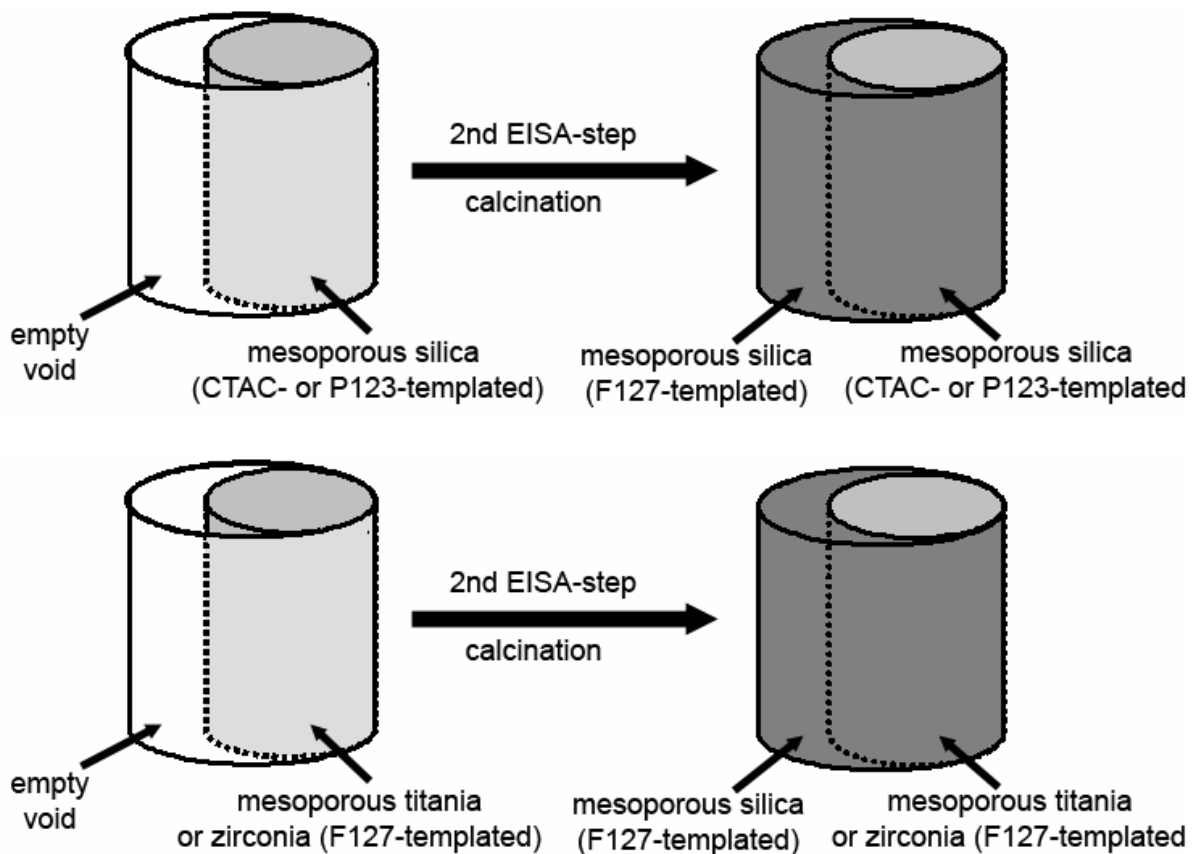 2nd EISA-step
calcination
empty
void
mesoporous silica
(CTAC- or P123-templated)
mesoporous silica
(F127-templated)
mesoporous silica
(CTAC- or P123-templated
2nd EISA-step
calcination
empty
void
mesoporous titania
or zirconia (F127-templated)
mesoporous silica
(F127-templated)
mesoporous titania
or zirconia (F127-templated